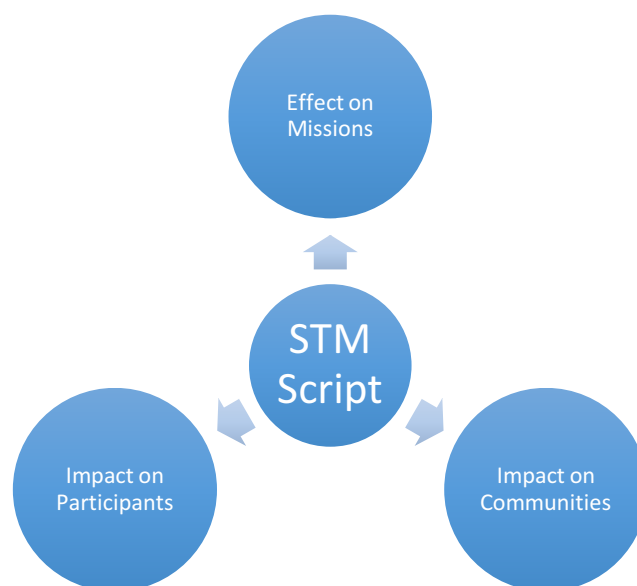 Effect on
Missions
STM
Script
Impact on
Participants
Impact on
Communities